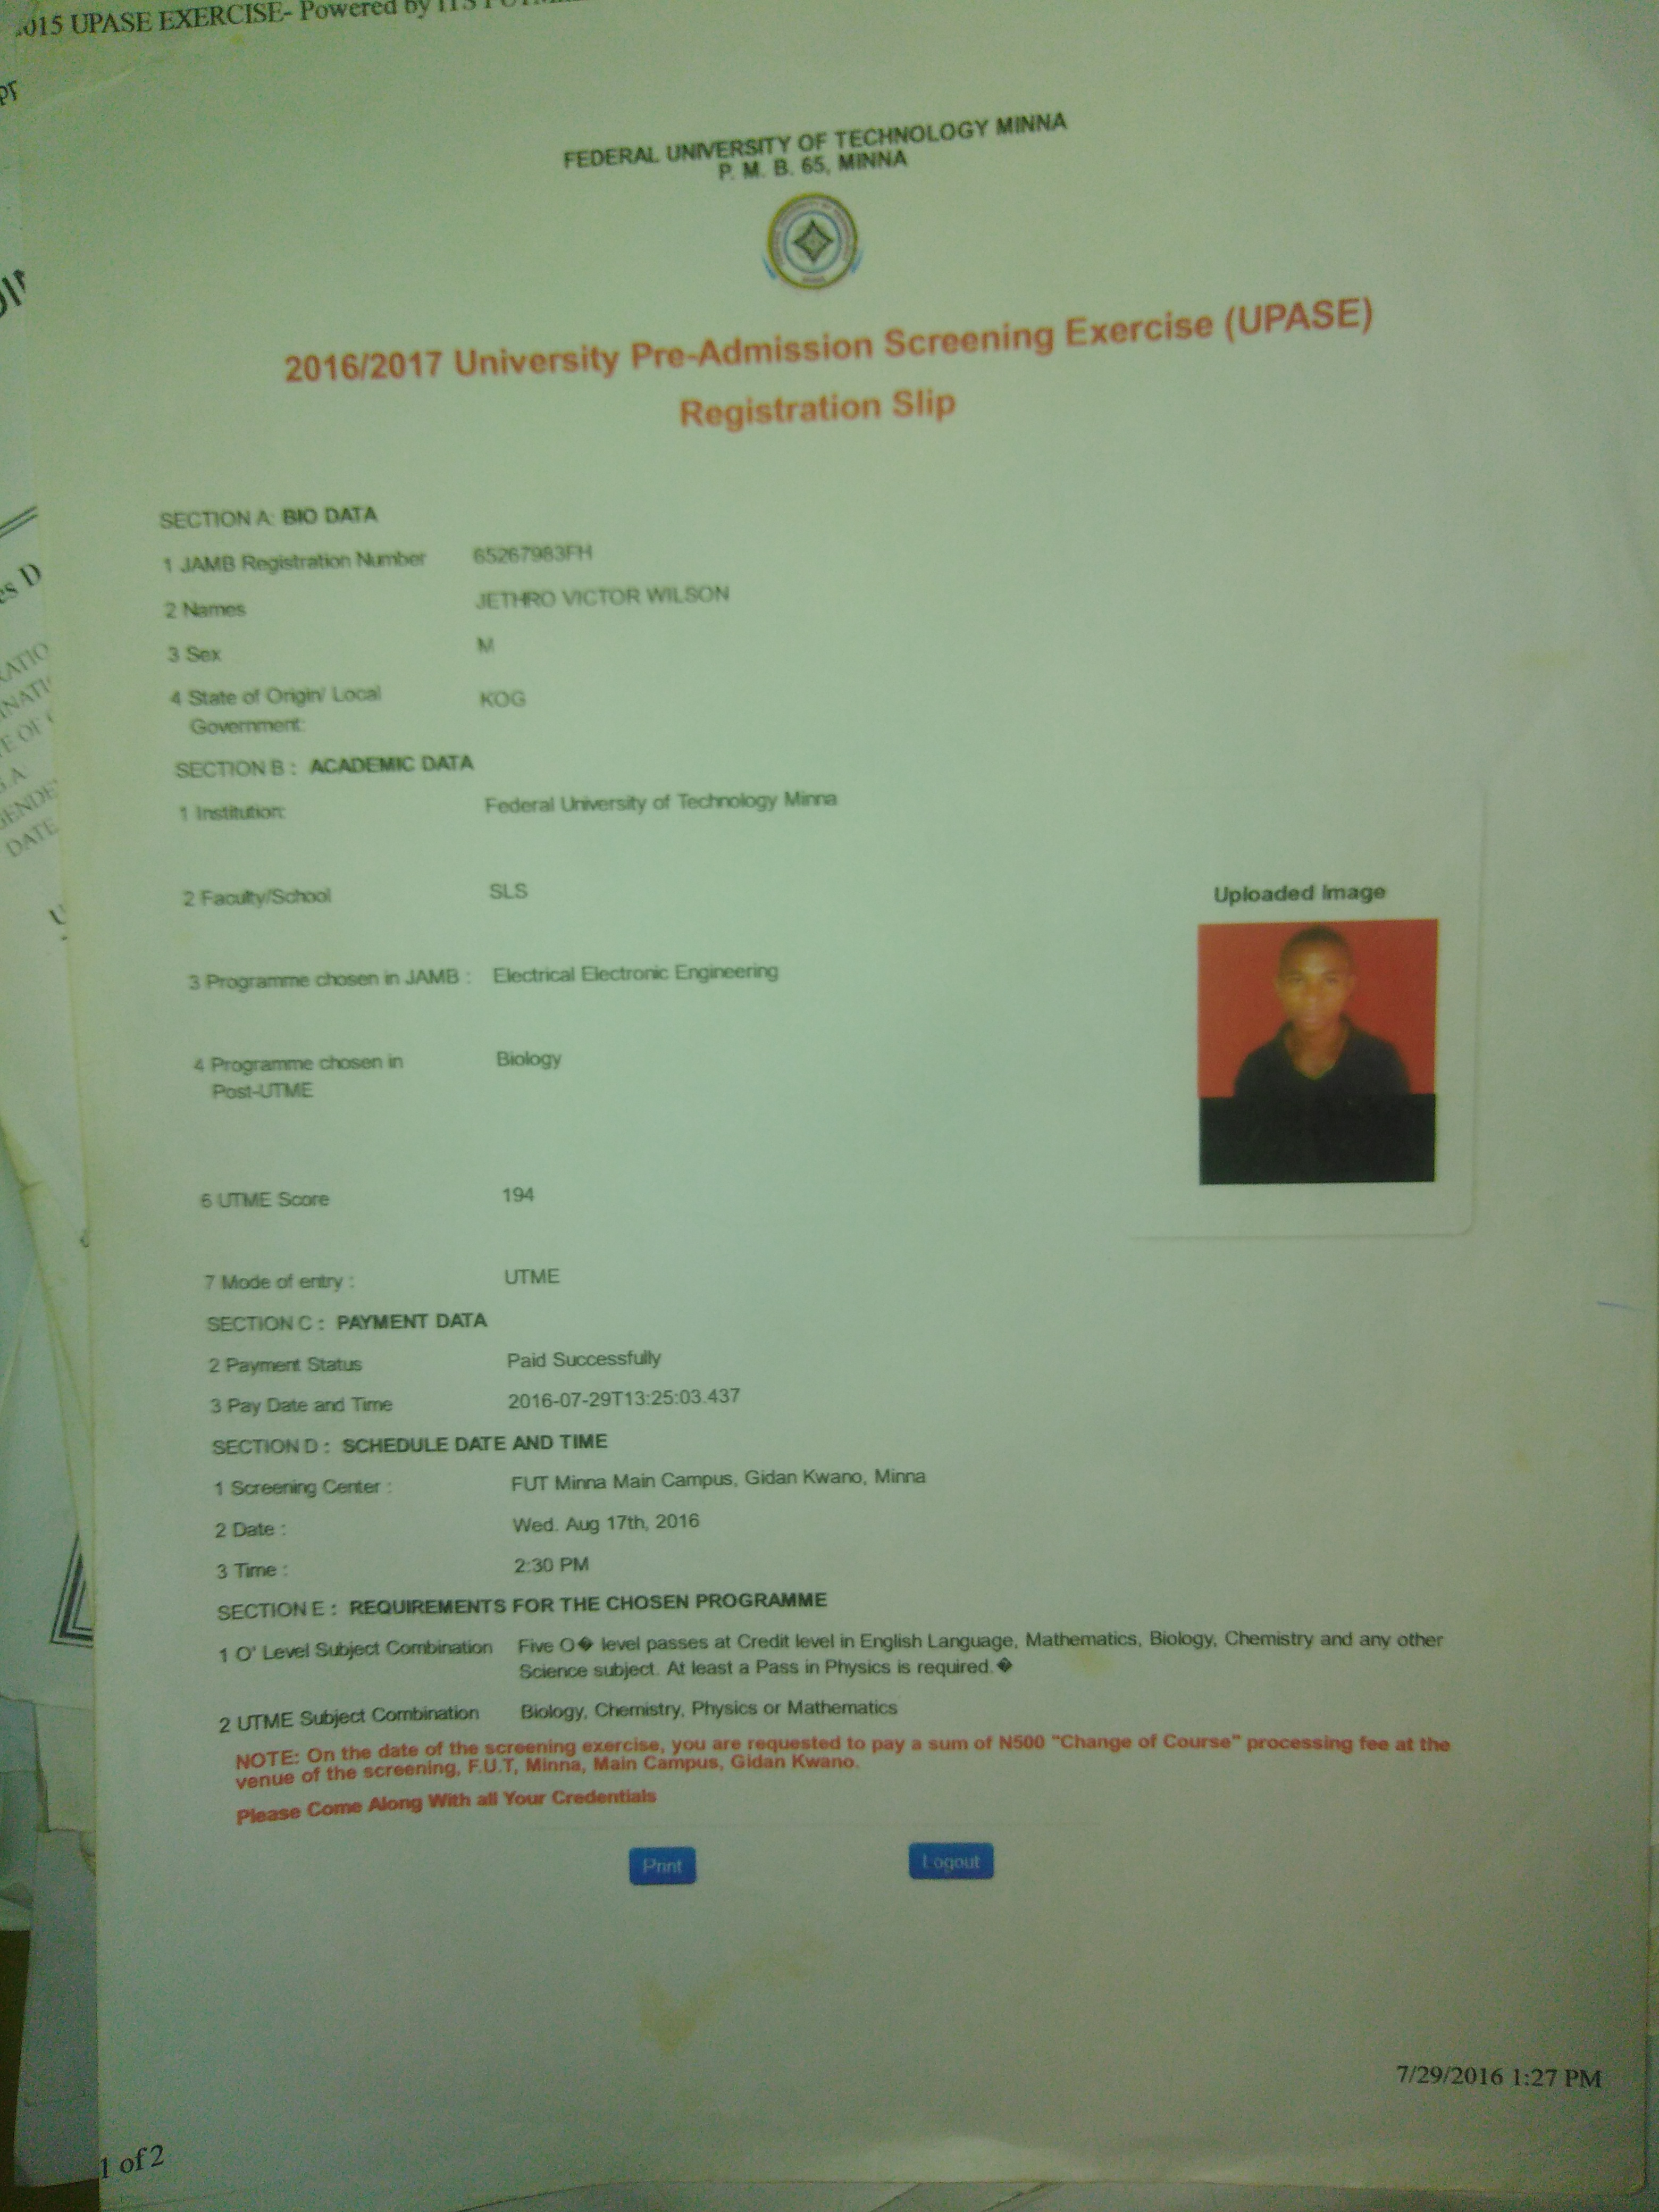 2015 UPASE EXERCISE- Powered by ITS
FEDERAL UNIVERSITY OF TECHNOLOGY MINNA
P. M. B. 65, MINNA
2016/2017 University Pre-Admission Screening Exercise (UPASE)
Registration Slip
SECTION A: BIO DATA
1 JAMB Registration Number 65267983FH
2 Names JETHRO VICTOR WILSON
3 Sex M
4 State of Origin/ Local KOG
Government:
SECTION B : ACADEMIC DATA
1 Institution: Federal University of Technology Minna
2 Faculty/School SLS
Uploaded Image
3 Programme chosen in JAMB : Electrical Electronic Engineering
4 Programme chosen in Biology
Post-UTME
6 UTME Score 194
7 Mode of entry : UTME
SECTION C : PAYMENT DATA
2 Payment Status Paid Successfully
3 Pay Date and Time 2016-07-29T13:25:03.437
SECTION D : SCHEDULE DATE AND TIME
1 Screening Center : FUT Minna Main Campus, Gidan Kwano, Minna
2 Date : Wed. Aug 17th, 2016
3 Time : 2:30 PM
SECTION E : REQUIREMENTS FOR THE CHOSEN PROGRAMME
1 O' Level Subject Combination Five O� level passes at Credit level in English Language, Mathematics, Biology, Chemistry and any other
Science subject. At least a Pass in Physics is required.�
2 UTME Subject Combination Biology, Chemistry, Physics or Mathematics
NOTE: On the date of the screening exercise, you are requested to pay a sum of N500 "Change of Course" processing fee at the
venue of the screening, F.U.T, Minna, Main Campus, Gidan Kwano.
Please Come Along With all Your Credentials
Print Logout
7/29/2016 1:27 PM
1 of 2